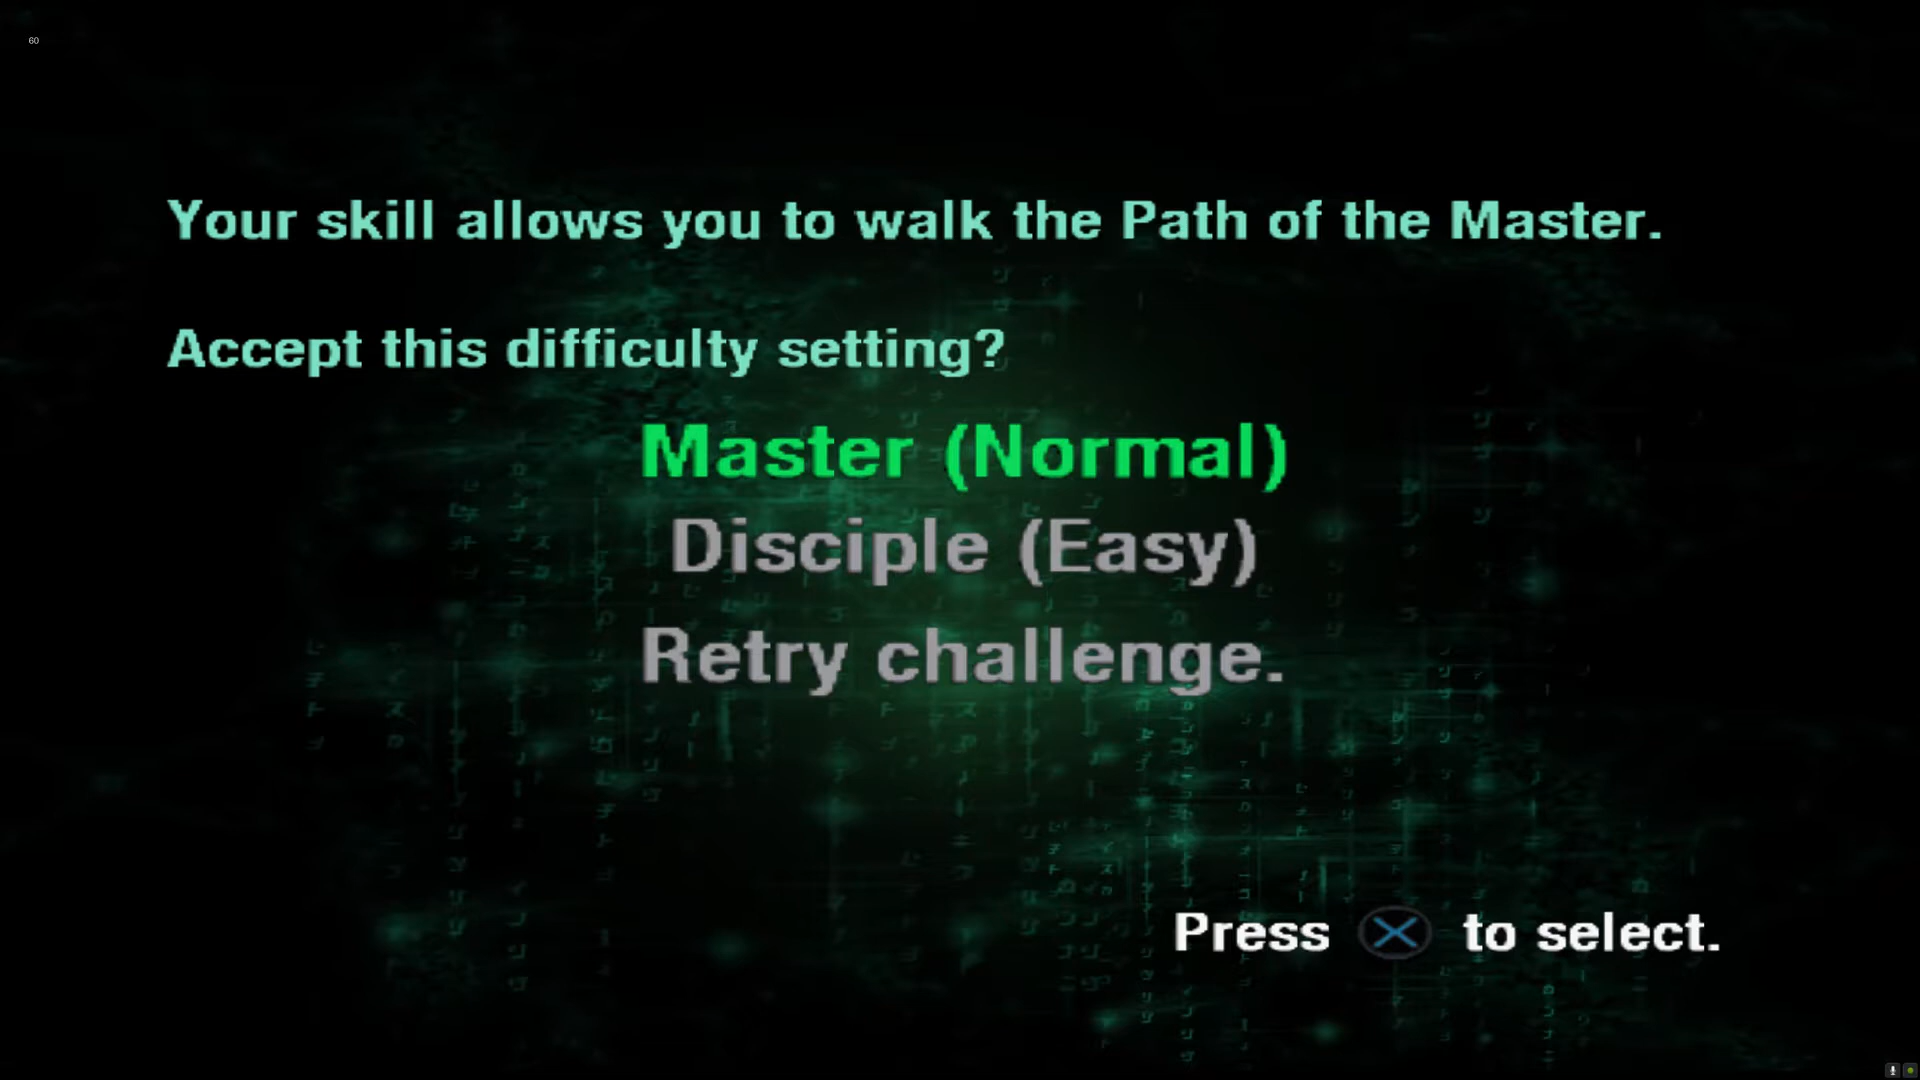 60
Your skill allows you to walk the Path of the Master.
Accept this difficulty setting?
Master (Normal)
Disciple (Easy)
Retry challenge.
Press to select.